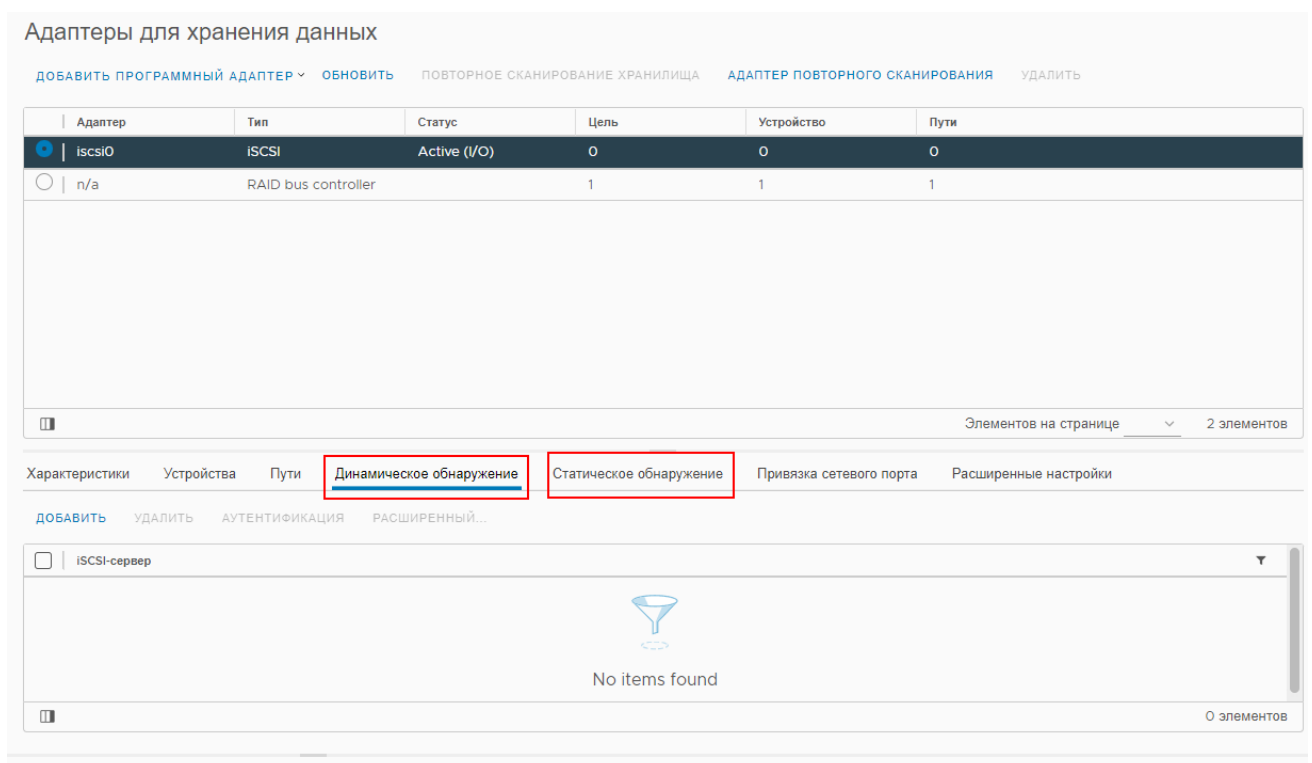 Адаптеры для хранения данных
ДОБАВИТЬ ПРОГРАММНЫЙ АДАПТЕР ОБНОВИТЬ ПОВТОРНОЕ СКАНИРОВАНИЕ ХРАНИЛИЩА АДАПТЕР ПОВТОРНОГО СКАНИРОВАНИЯ УДАЛИТЬ
Адаптер Тип Статус Цель Устройство Пути
iscsi0 iSCSI Active (I/O) 0 0 0
n/a RAID bus controller 1 1 1
Элементов на странице 2 элементов
Характеристики Устройства Пути Динамическое обнаружение Статическое обнаружение Привязка сетевого порта Расширенные настройки
ДОБАВИТЬ УДАЛИТЬ АУТЕНТИФИКАЦИЯ РАСШИРЕННЫЙ...
iSCSI-сервер
No items found
0 элементов